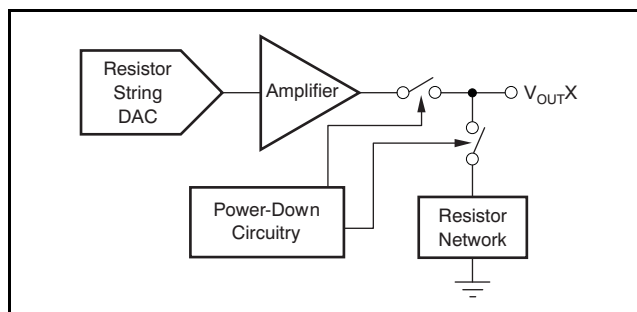 Resistor
String
DAC
Amplifier
VOUTX
Power-Down
Circuitry
Resistor
Network